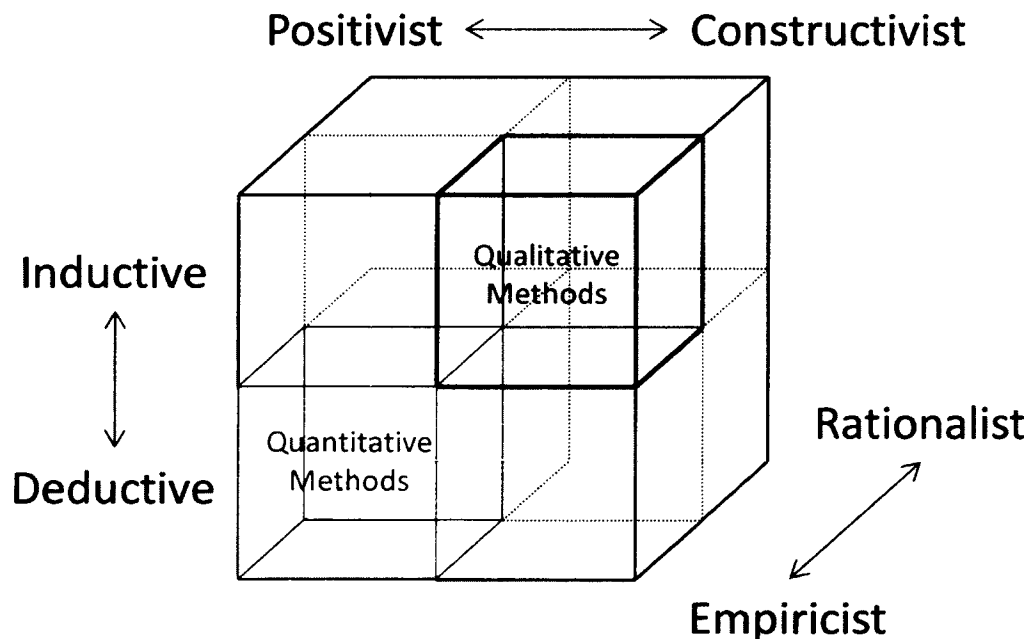 Positivist Constructivist
Inductive
Qualitative
Methods
Deductive
Quantitative
Methods
Rationalist
Empiricist